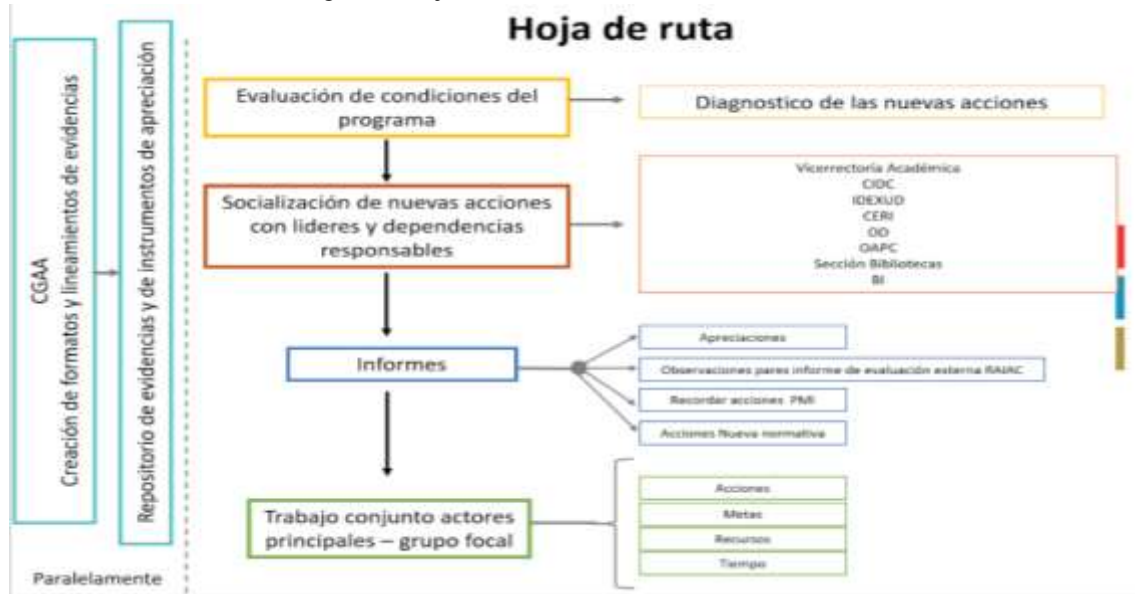 Hoja de ruta
CGAA
Creación de formatos y lineamientos de evidencias
Repositorio de evidencias y de instrumentos de apreciación
Paralelamente
Evaluación de condiciones del
programa
Diagnostico de las nuevas acciones
Socialización de nuevas acciones
con lideres y dependencias
responsables
Vicerrectoría Académica
CIDC
IDEXUD
CERI
OD
OAPC
Sección Bibliotecas
BI
Informes
Apreciaciones
Observaciones pares informe de evaluación externa RAIAC
Recordar acciones PMI
Acciones Nueva normativa
Trabajo conjunto actores
principales – grupo focal
Acciones
Metas
Recursos
Tiempo